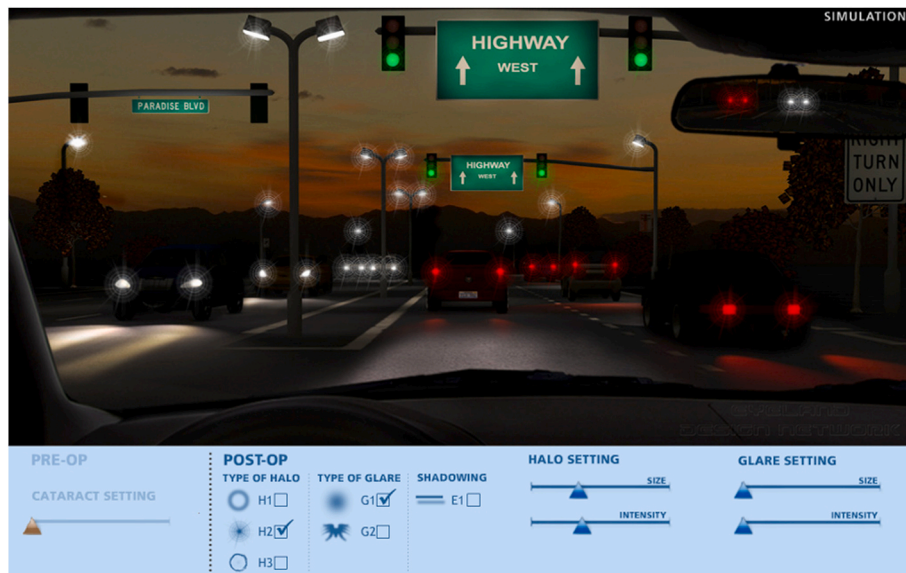 SIMULATION
HIGHWAY
WEST
PARADISE BLVD
HIGHWAY
WEST
RIGHT
TURN
ONLY
PRE-OP
CATARACT SETTING
POST-OP
TYPE OF HALO
H1
H2
H3
TYPE OF GLARE
G1
G2
SHADOWING
E1
HALO SETTING
SIZE
INTENSITY
GLARE SETTING
SIZE
INTENSITY